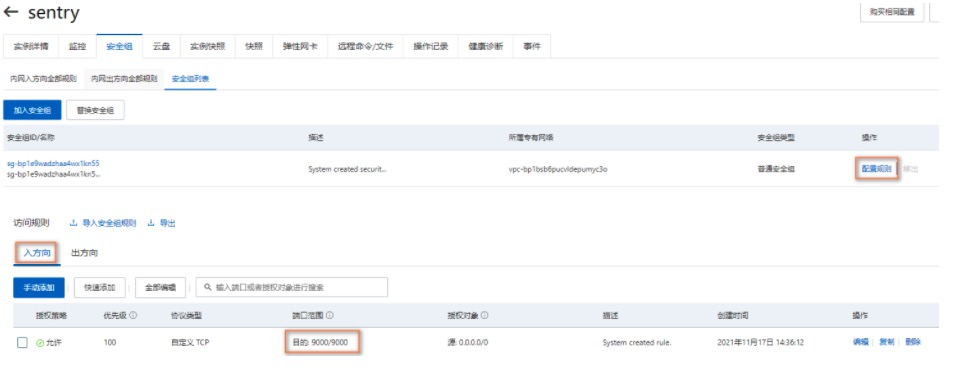 ← sentry
购买相同配置
实例详情 监控 安全组 云盘 实例快照 快照 弹性网卡 远程命令/文件 操作记录 健康诊断 事件
内网入方向全部规则 内网出方向全部规则 安全组列表
加入安全组 替换安全组
安全组ID/名称 描述 所属专有网络 安全组类型 操作
sg-bp1e9wadzhaa4wx1kn55 System created securit... vpc-bp1bsb6pucvldepumyc3o 普通安全组 配置规则 导出
sg-bp1e9wadzhaa4wx1kn5...
访问规则 导入安全组规则 导出
入方向 出方向
手动添加 快速添加 全部编辑 输入端口或者授权对象进行搜索
授权策略 优先级 协议类型 端口范围 授权对象 描述 创建时间 操作
允许 100 自定义 TCP 目的: 9000/9000 源: 0.0.0.0/0 System created rule. 2021年11月17日 14:36:12 编辑 复制 删除